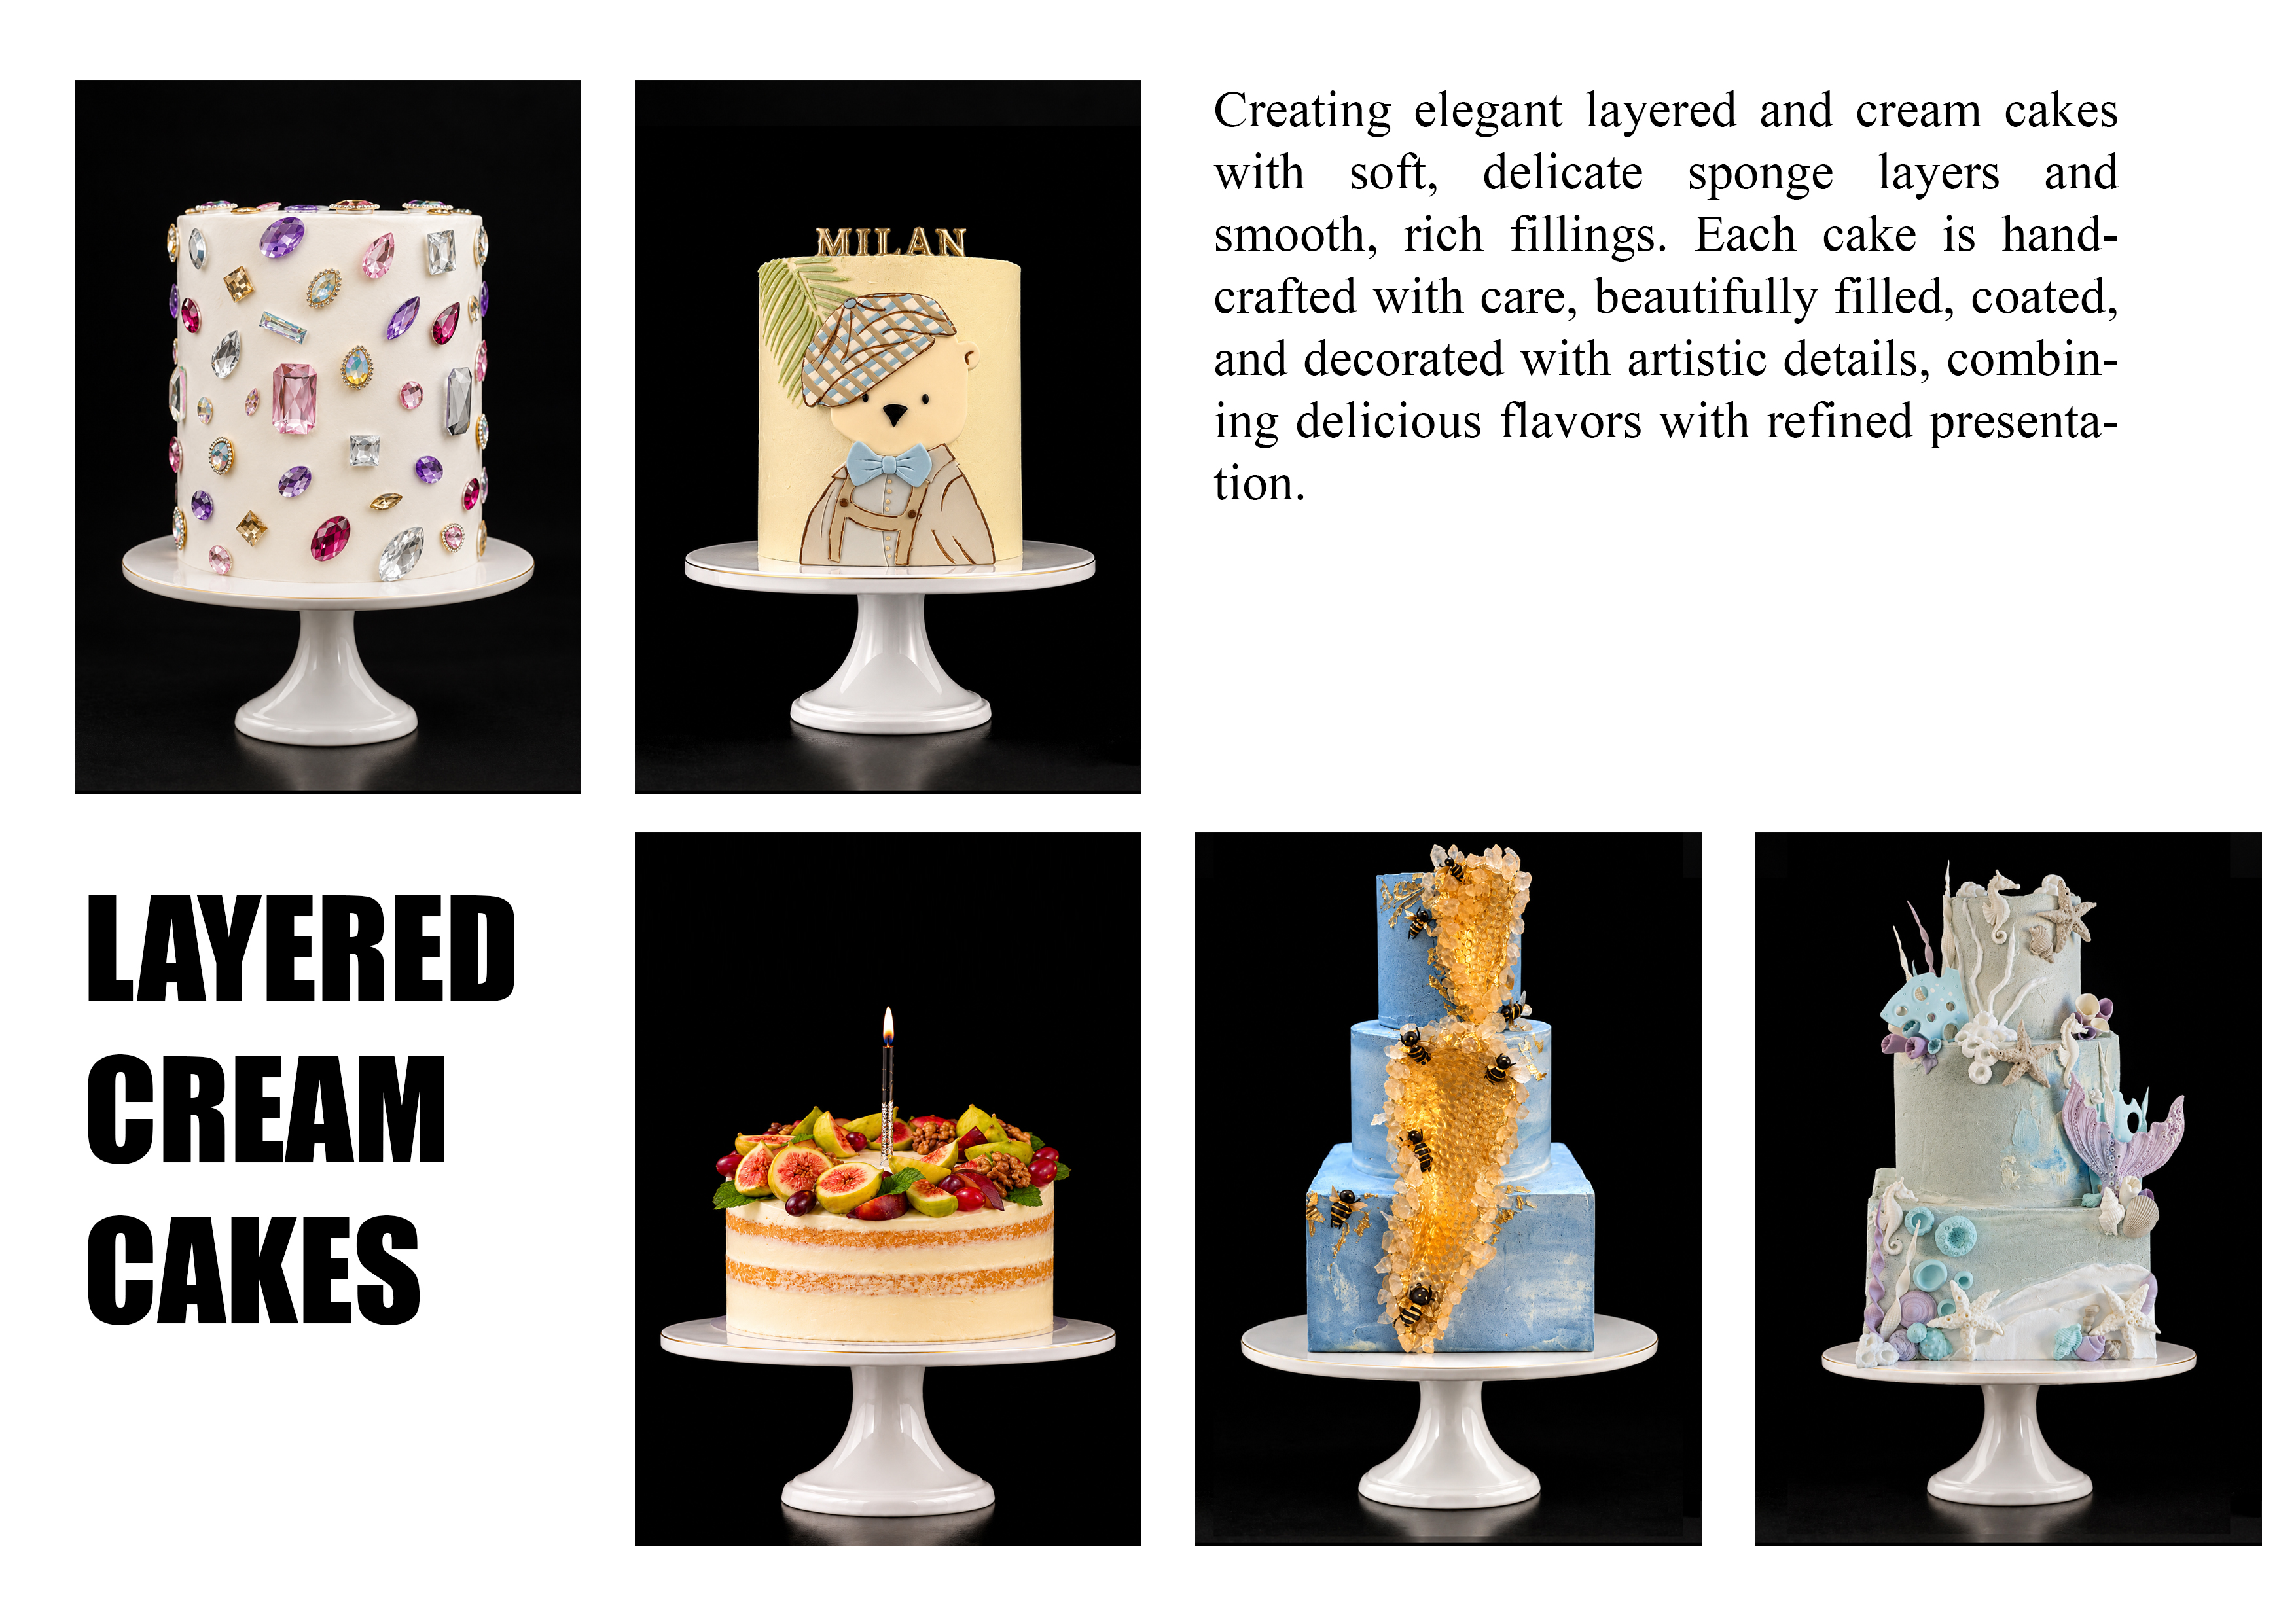 MILAN
Creating elegant layered and cream cakes
with soft, delicate sponge layers and
smooth, rich fillings. Each cake is hand-
crafted with care, beautifully filled, coated,
and decorated with artistic details, combin-
ing delicious flavors with refined presenta-
tion.
LAYERED
CREAM
CAKES